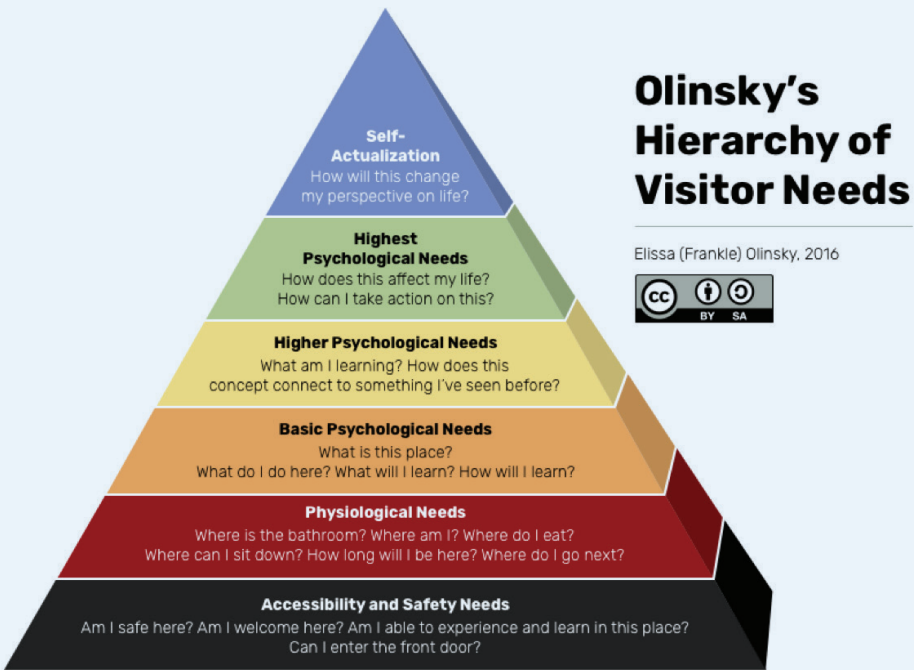 Olinsky's
Hierarchy of
Visitor Needs
Elissa (Frankle) Olinsky, 2016
cc
BY SA
Self-
Actualization
How will this change
my perspective on life?
Highest
Psychological Needs
How does this affect my life?
How can I take action on this?
Higher Psychological Needs
What am I learning? How does this
concept connect to something I´ve seen before?
Basic Psychological Needs
What is this place?
What do I do here? What will I learn? How will I learn?
Physiological Needs
Where is the bathroom? Where am I? Where do I eat?
Where can I sit down? How long will I be here? Where do I go next?
Accessibility and Safety Needs
Am I safe here? Am I welcome here? Am I able to experience and learn in this place?
Can I enter the front door?